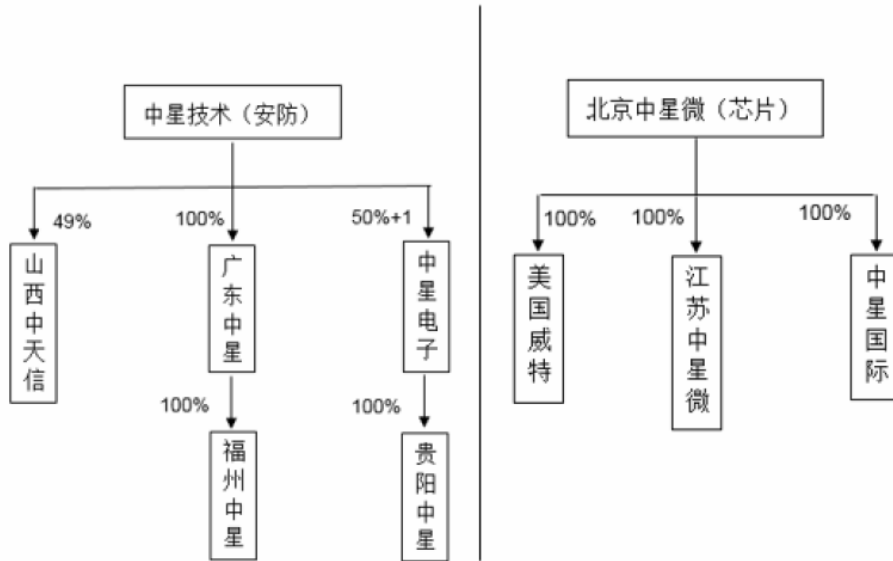 中星技术（安防）
北京中星微（芯片）
49%
100%
50%+1
100%
100%
100%
山西中天信
广东中星
中星电子
美国威特
江苏中星微
中星国际
100%
100%
福州中星
贵阳中星